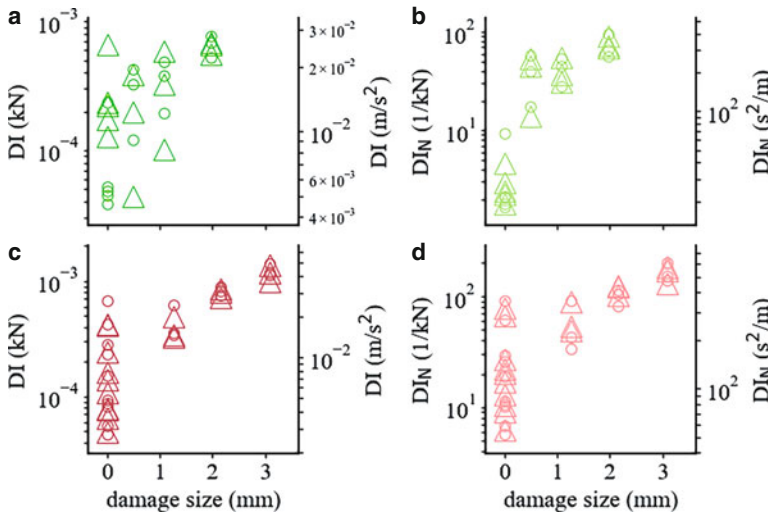 a
10⁻³
10⁻⁴
DI (kN)
3×10⁻²
2×10⁻²
10⁻²
6×10⁻³
4×10⁻³
DI (m/s²)
b
10²
10¹
DI_N (1/kN)
10²
DI_N (s²/m)
c
10⁻³
10⁻⁴
DI (kN)
10⁻²
DI (m/s²)
0 1 2 3
damage size (mm)
d
10²
10¹
DI_N (1/kN)
10²
DI_N (s²/m)
0 1 2 3
damage size (mm)